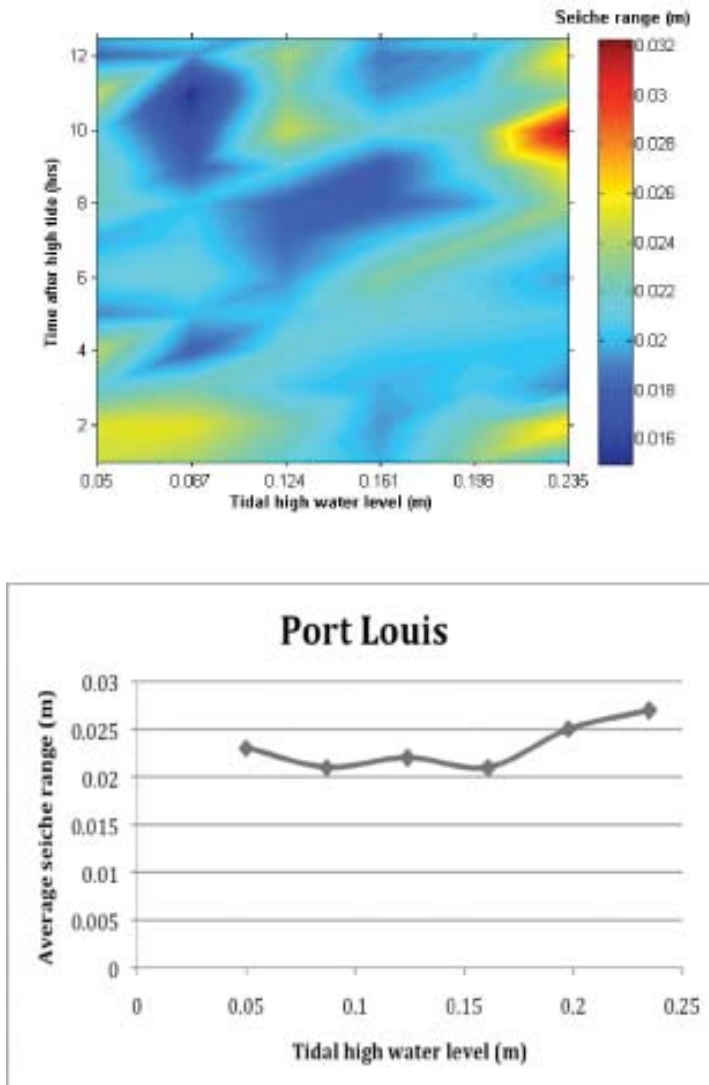 Seiche range (m)
12
10
8
6
4
2
Time after high tide (hrs)
0.05 0.087 0.124 0.161 0.198 0.235
Tidal high water level (m)
0.032
0.03
0.028
0.026
0.024
0.022
0.02
0.018
0.016
Port Louis
0.03
0.025
0.02
0.015
0.01
0.005
0
Average seiche range (m)
0 0.05 0.1 0.15 0.2 0.25
Tidal high water level (m)